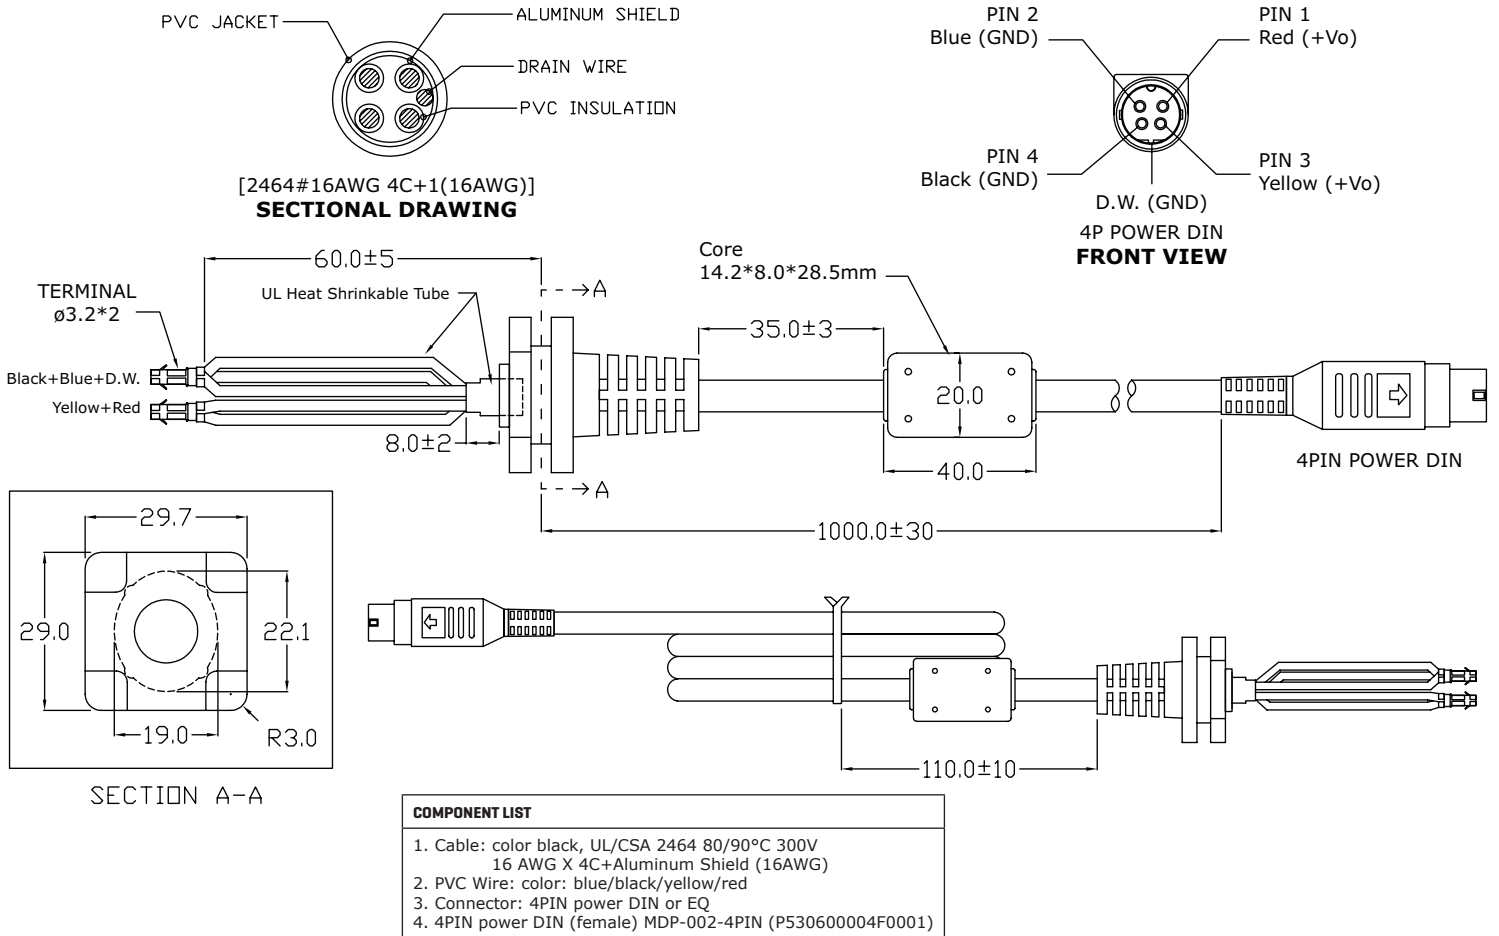 PVC JACKET
ALUMINUM SHIELD
DRAIN WIRE
PVC INSULATION
[2464#16AWG 4C+1(16AWG)]
SECTIONAL DRAWING
PIN 2
Blue (GND)
PIN 1
Red (+Vo)
PIN 4
Black (GND)
PIN 3
Yellow (+Vo)
D.W. (GND)
4P POWER DIN
FRONT VIEW
60.0±5
TERMINAL
ø3.2*2
UL Heat Shrinkable Tube
A
Core
14.2*8.0*28.5mm
35.0±3
Black+Blue+D.W.
Yellow+Red
20.0
8.0±2
40.0
4PIN POWER DIN
A
1000.0±30
29.7
29.0
22.1
19.0
R3.0
SECTION A-A
110.0±10
COMPONENT LIST
1. Cable: color black, UL/CSA 2464 80/90°C 300V
16 AWG X 4C+Aluminum Shield (16AWG)
2. PVC Wire: color: blue/black/yellow/red
3. Connector: 4PIN power DIN or EQ
4. 4PIN power DIN (female) MDP-002-4PIN (P530600004F0001)